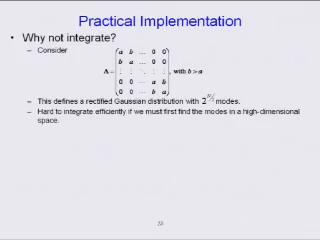 Practical Implementation
• Why not integrate?
– Consider
a b ... 0 0
b a ... 0 0
Λ = : : ⋱ : : , with b > a
0 0 ... a b
0 0 ... b a
– This defines a rectified Gaussian distribution with 2^(N/2) modes.
– Hard to integrate efficiently if we must first find the modes in a high-dimensional
space.